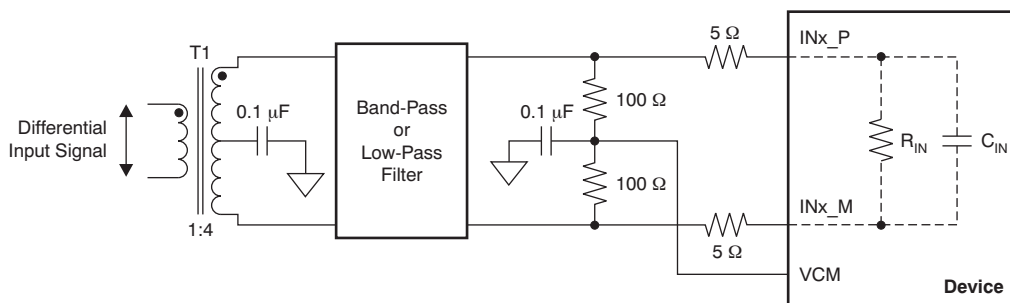 T1
Differential
Input Signal
1:4
0.1 µF
Band-Pass
or
Low-Pass
Filter
0.1 µF
100 Ω
100 Ω
5 Ω
5 Ω
INx_P
INx_M
VCM
R_IN
C_IN
Device